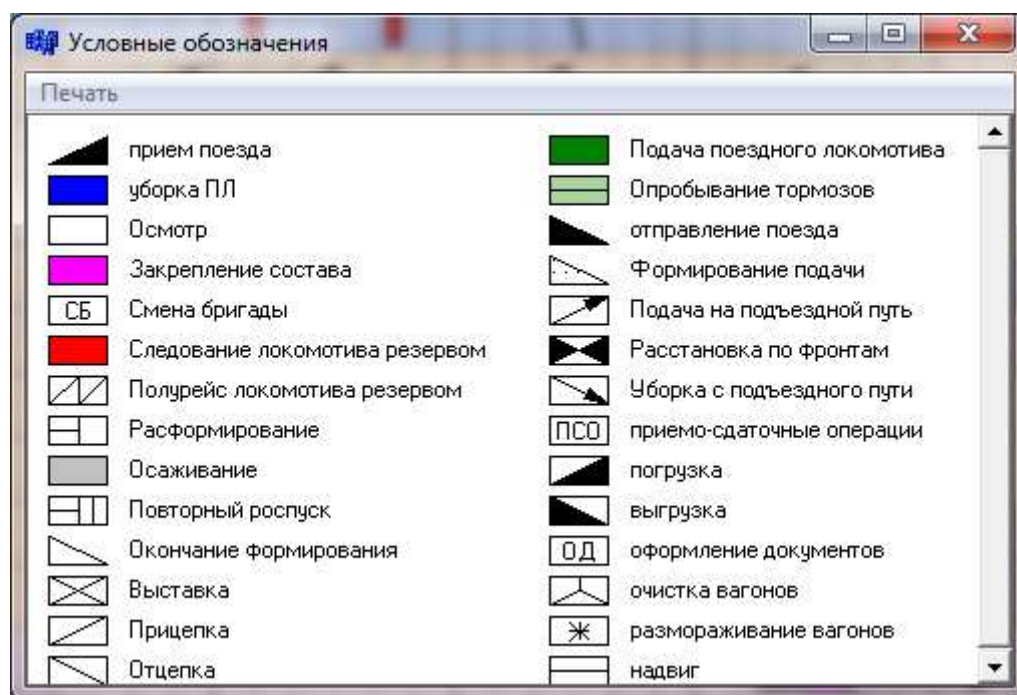 Условные обозначения
Печать
прием поезда
уборка ПЛ
Осмотр
Закрепление состава
СБ Смена бригады
Следование локомотива резервом
Полурейс локомотива резервом
Расформирование
Осаживание
Повторный роспуск
Окончание формирования
Выставка
Прицепка
Отцепка
Подача поездного локомотива
Опробывание тормозов
отправление поезда
Формирование подачи
Подача на подъездной путь
Расстановка по фронтам
Уборка с подъездного пути
ПСО приемо-сдаточные операции
погрузка
выгрузка
ОД оформление документов
очистка вагонов
размораживание вагонов
надвиг